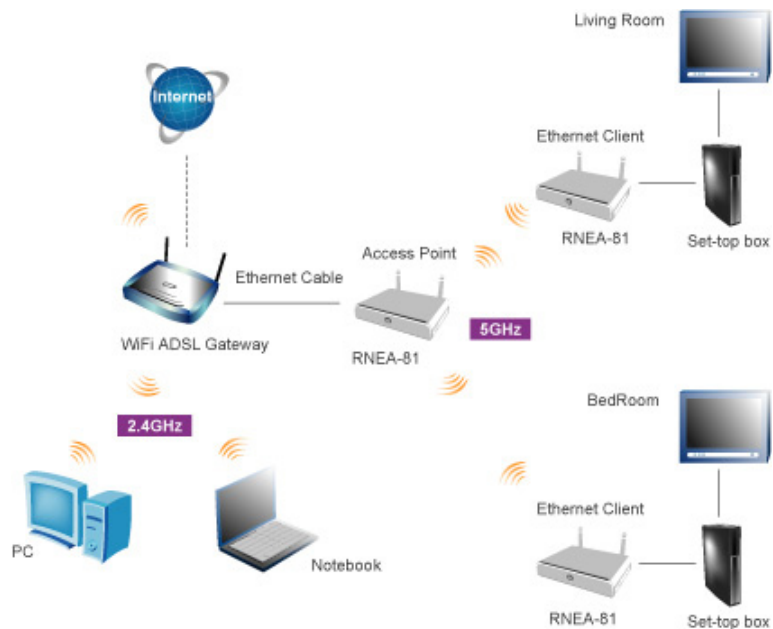 Living Room
Internet
Ethernet Client
RNEA-81
Set-top box
Access Point
Ethernet Cable
WiFi ADSL Gateway
RNEA-81
5GHz
2.4GHz
BedRoom
PC
Notebook
Ethernet Client
RNEA-81
Set-top box